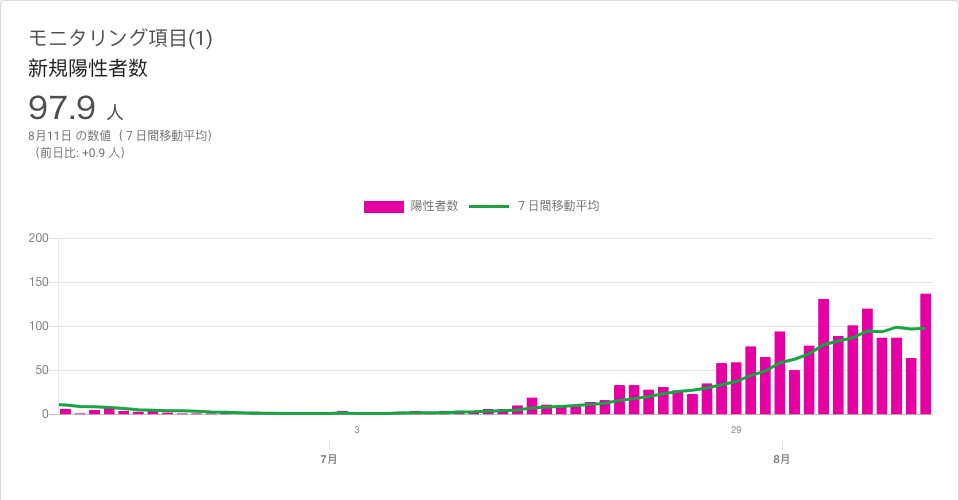 モニタリング項目(1)
新規陽性者数
97.9 人
8月11日 の数値（７日間移動平均）
（前日比: +0.9 人）
陽性者数 ７日間移動平均
200
150
100
50
0
3 29
7月 8月